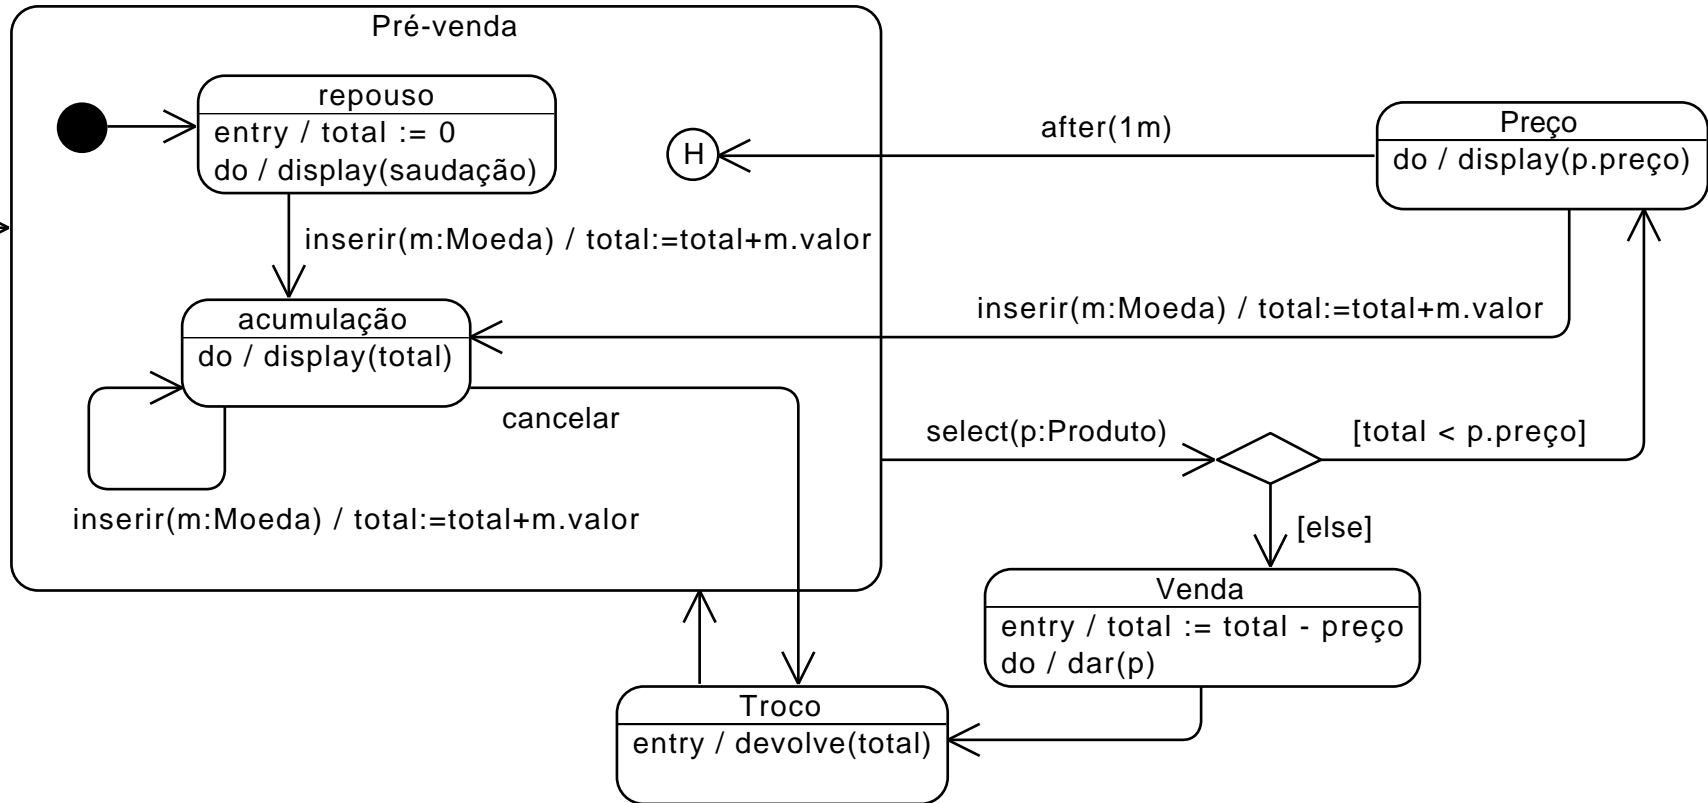 Pré-venda
repouso
entry / total := 0
do / display(saudação)
H
after(1m)
Preço
do / display(p.preço)
inserir(m:Moeda) / total:=total+m.valor
inserir(m:Moeda) / total:=total+m.valor
acumulação
do / display(total)
cancelar
select(p:Produto)
[total < p.preço]
inserir(m:Moeda) / total:=total+m.valor
[else]
Venda
entry / total := total - preço
do / dar(p)
Troco
entry / devolve(total)